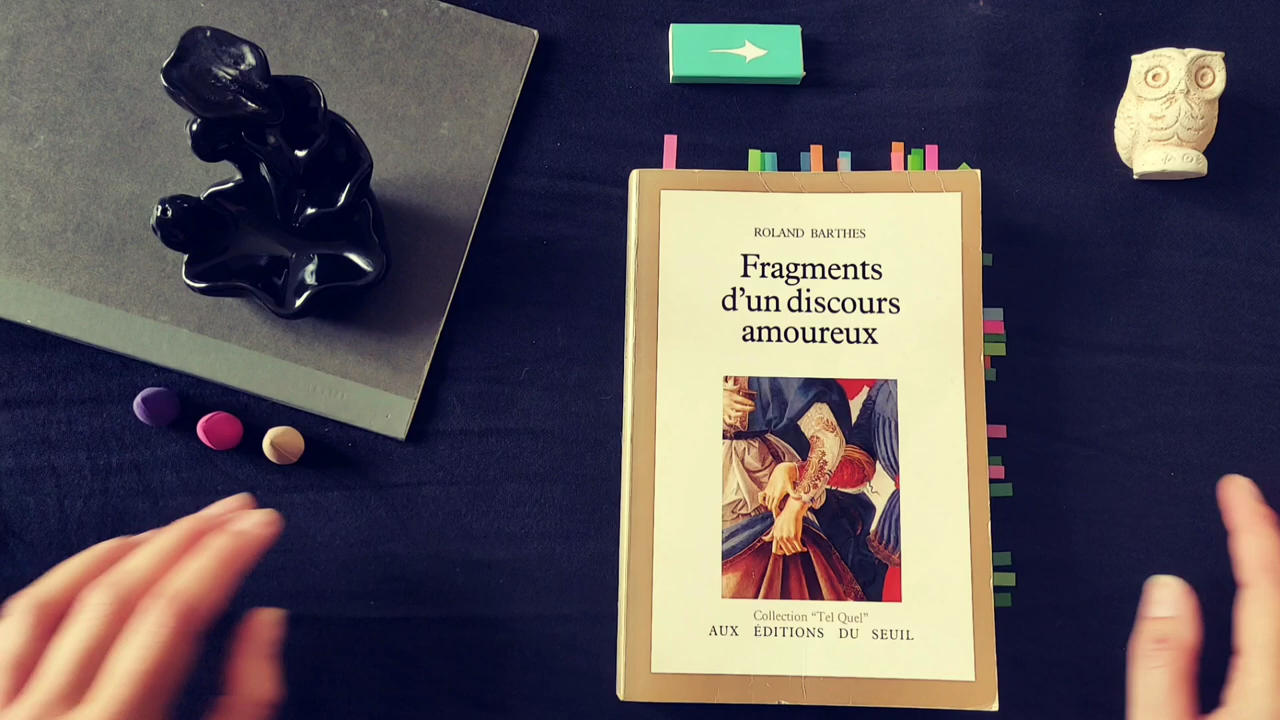 ROLAND BARTHES
Fragments
d'un discours
amoureux
Collection "Tel Quel"
AUX ÉDITIONS DU SEUIL